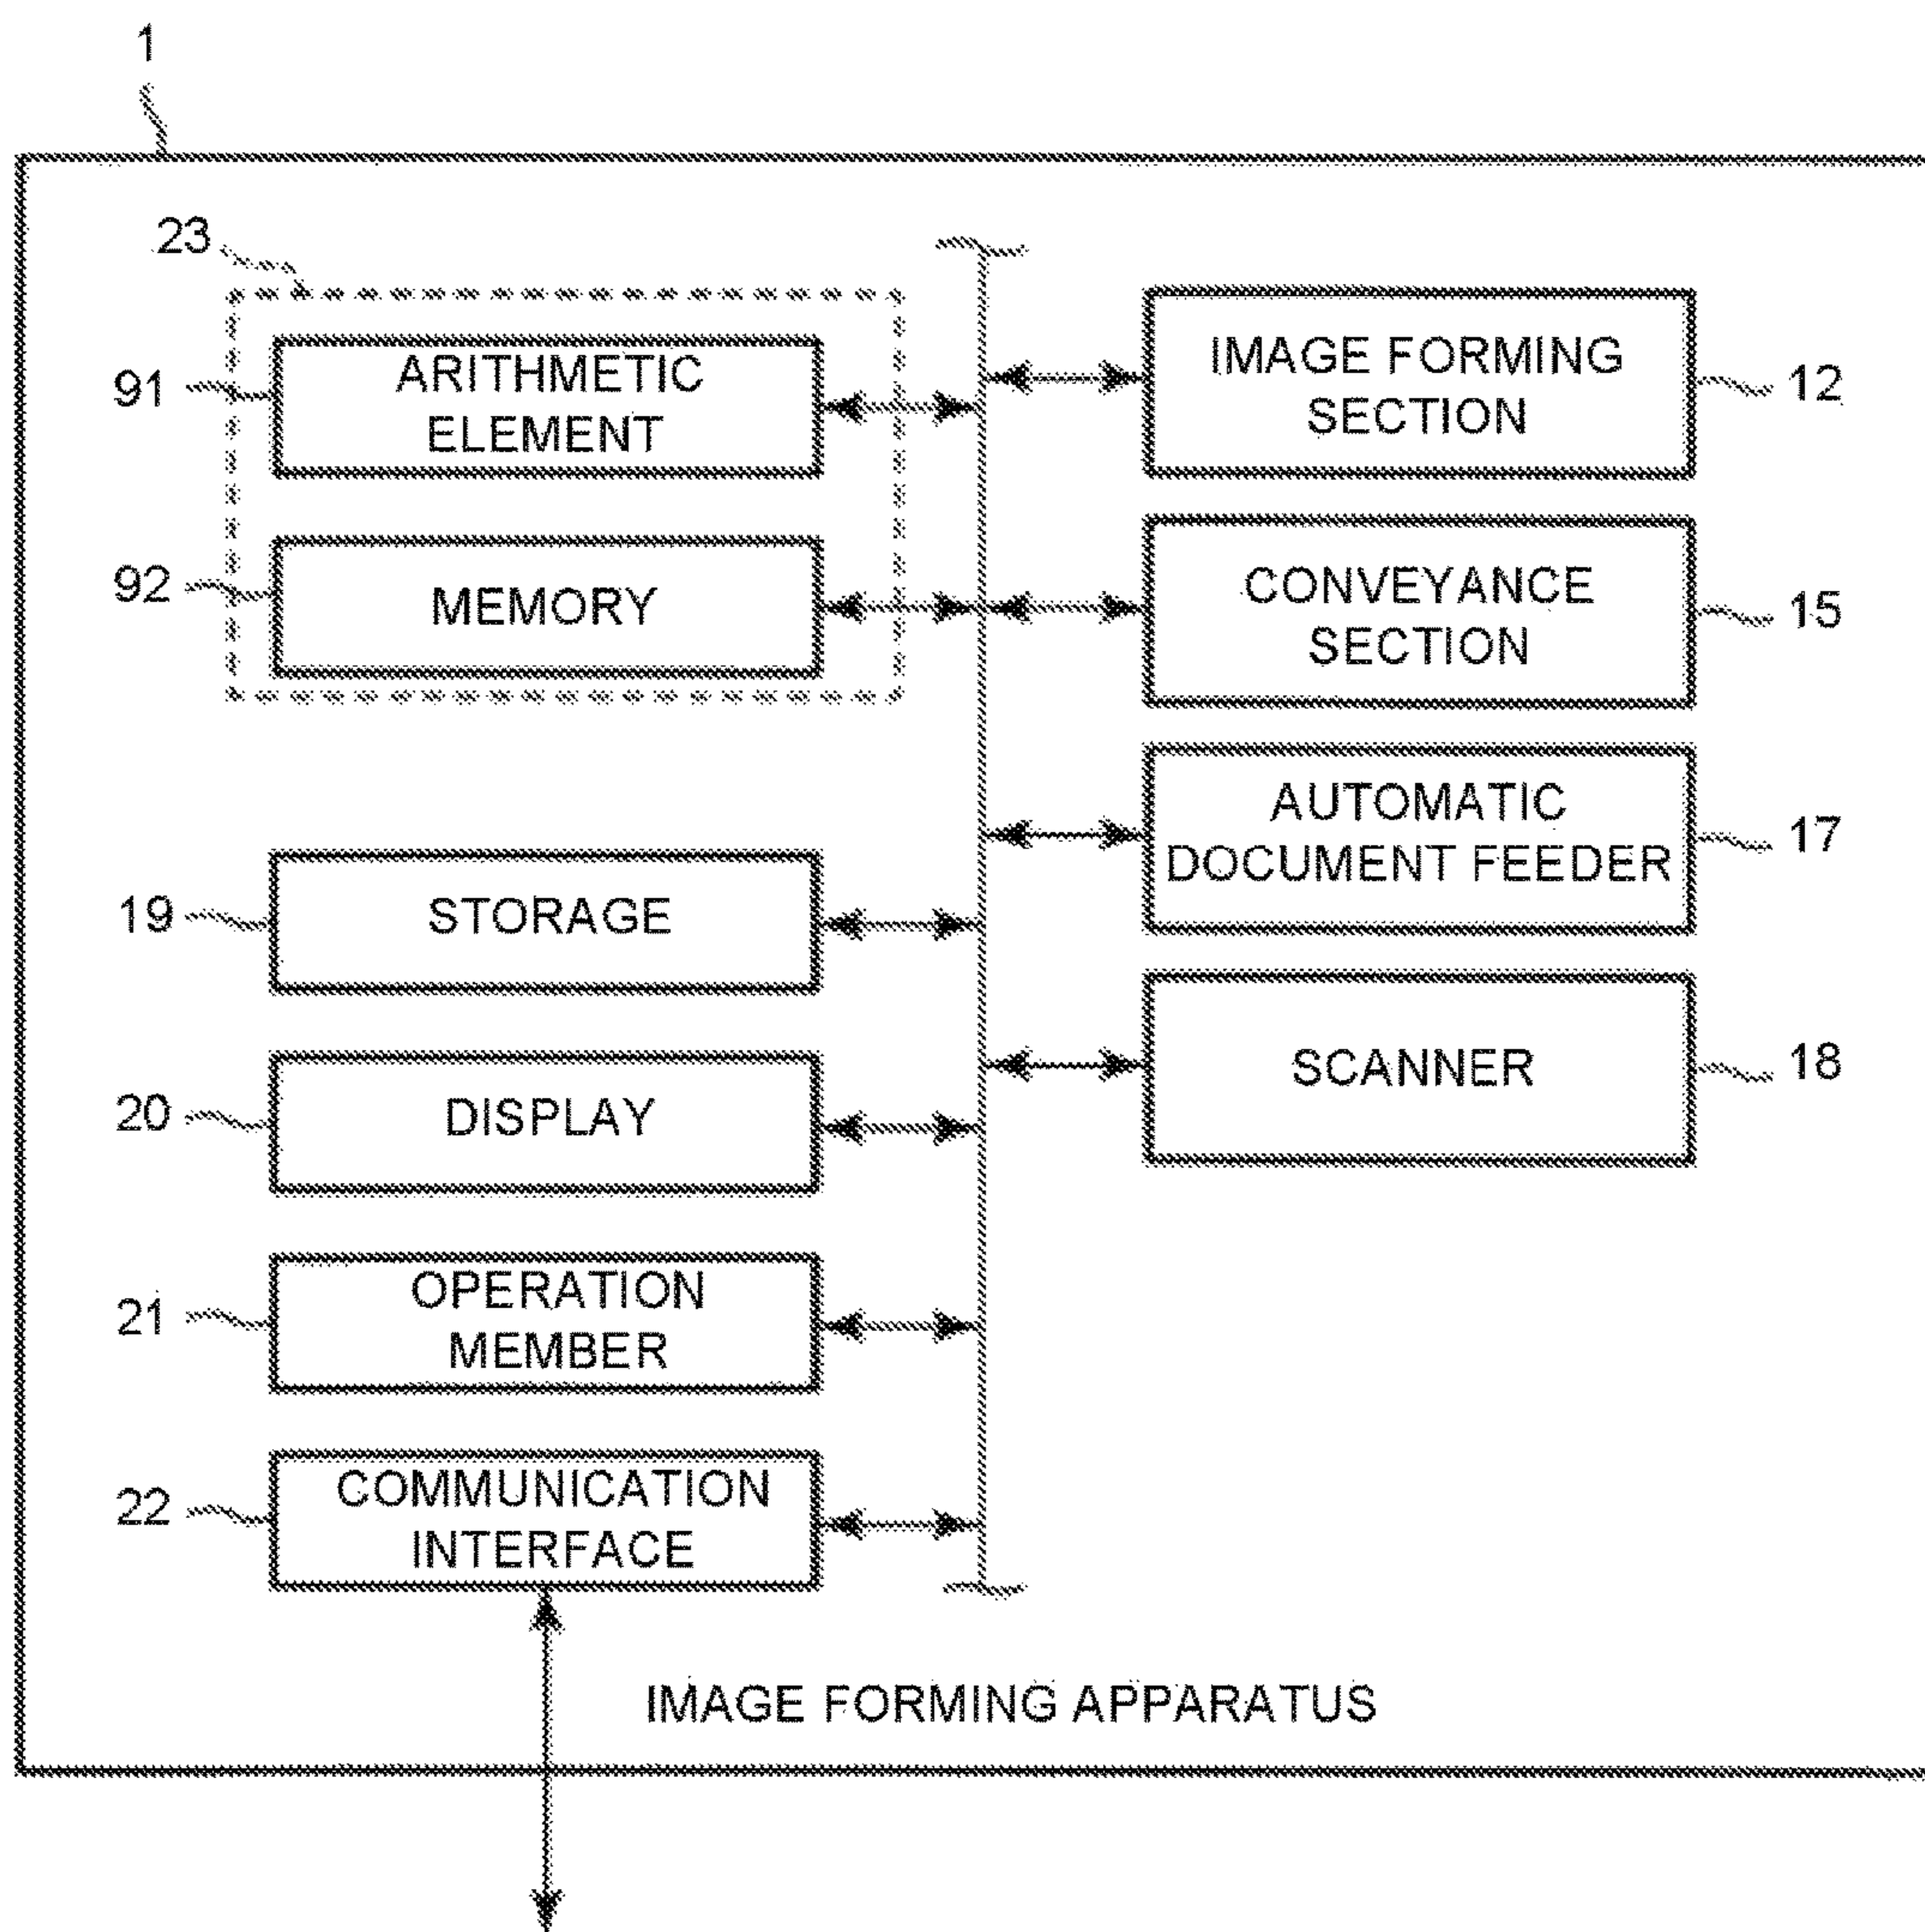 1
23
91
ARITHMETIC
ELEMENT
92
MEMORY
19
STORAGE
20
DISPLAY
21
OPERATION
MEMBER
22
COMMUNICATION
INTERFACE
IMAGE FORMING
SECTION
12
CONVEYANCE
SECTION
15
AUTOMATIC
DOCUMENT FEEDER
17
SCANNER
18
IMAGE FORMING APPARATUS